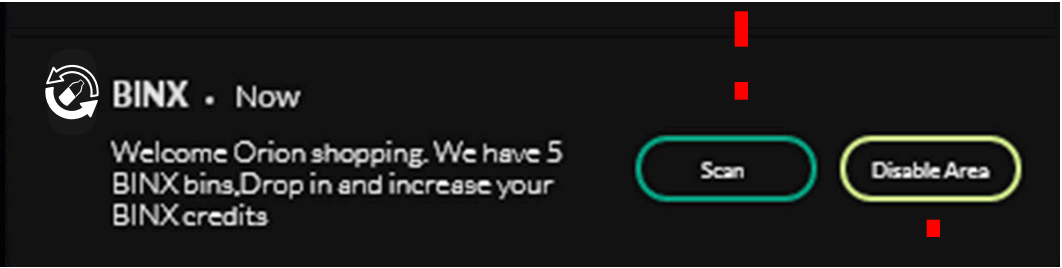 BINX · Now
Welcome Orion shopping. We have 5
BINX bins,Drop in and increase your
BINX credits
Scan
Disable Area